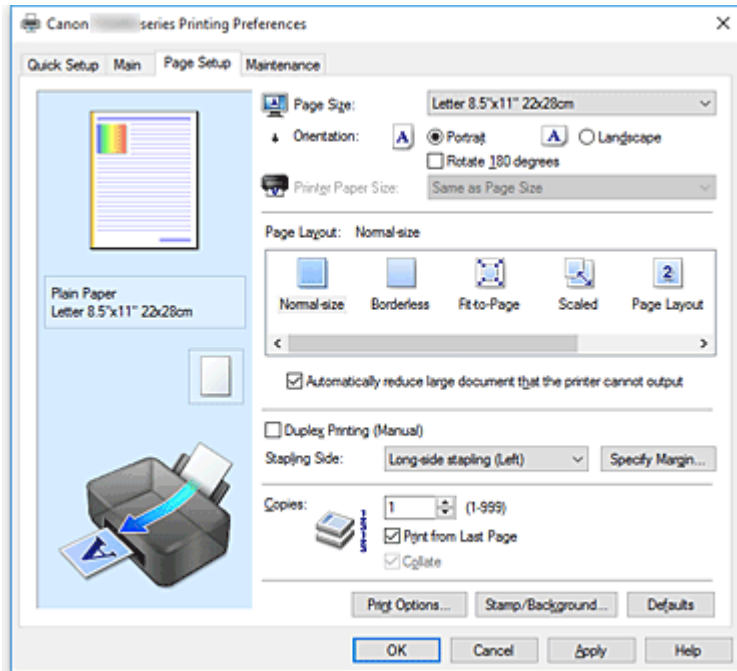 Canon series Printing Preferences
Quick Setup Main Page Setup Maintenance
Page Size: Letter 8.5"x11" 22x28cm
Orientation: A Portrait A Landscape
Rotate 180 degrees
Printer Paper Size: Same as Page Size
Page Layout: Normal-size
2
Normal-size Borderless Fit-to-Page Scaled Page Layout
Plain Paper
Letter 8.5"x11" 22x28cm
Automatically reduce large document that the printer cannot output
Duplex Printing (Manual)
Stapling Side: Long-side stapling (Left) Specify Margin...
Copies: 1 (1-999)
Print from Last Page
Collate
A
Print Options... Stamp/Background... Defaults
OK Cancel Apply Help